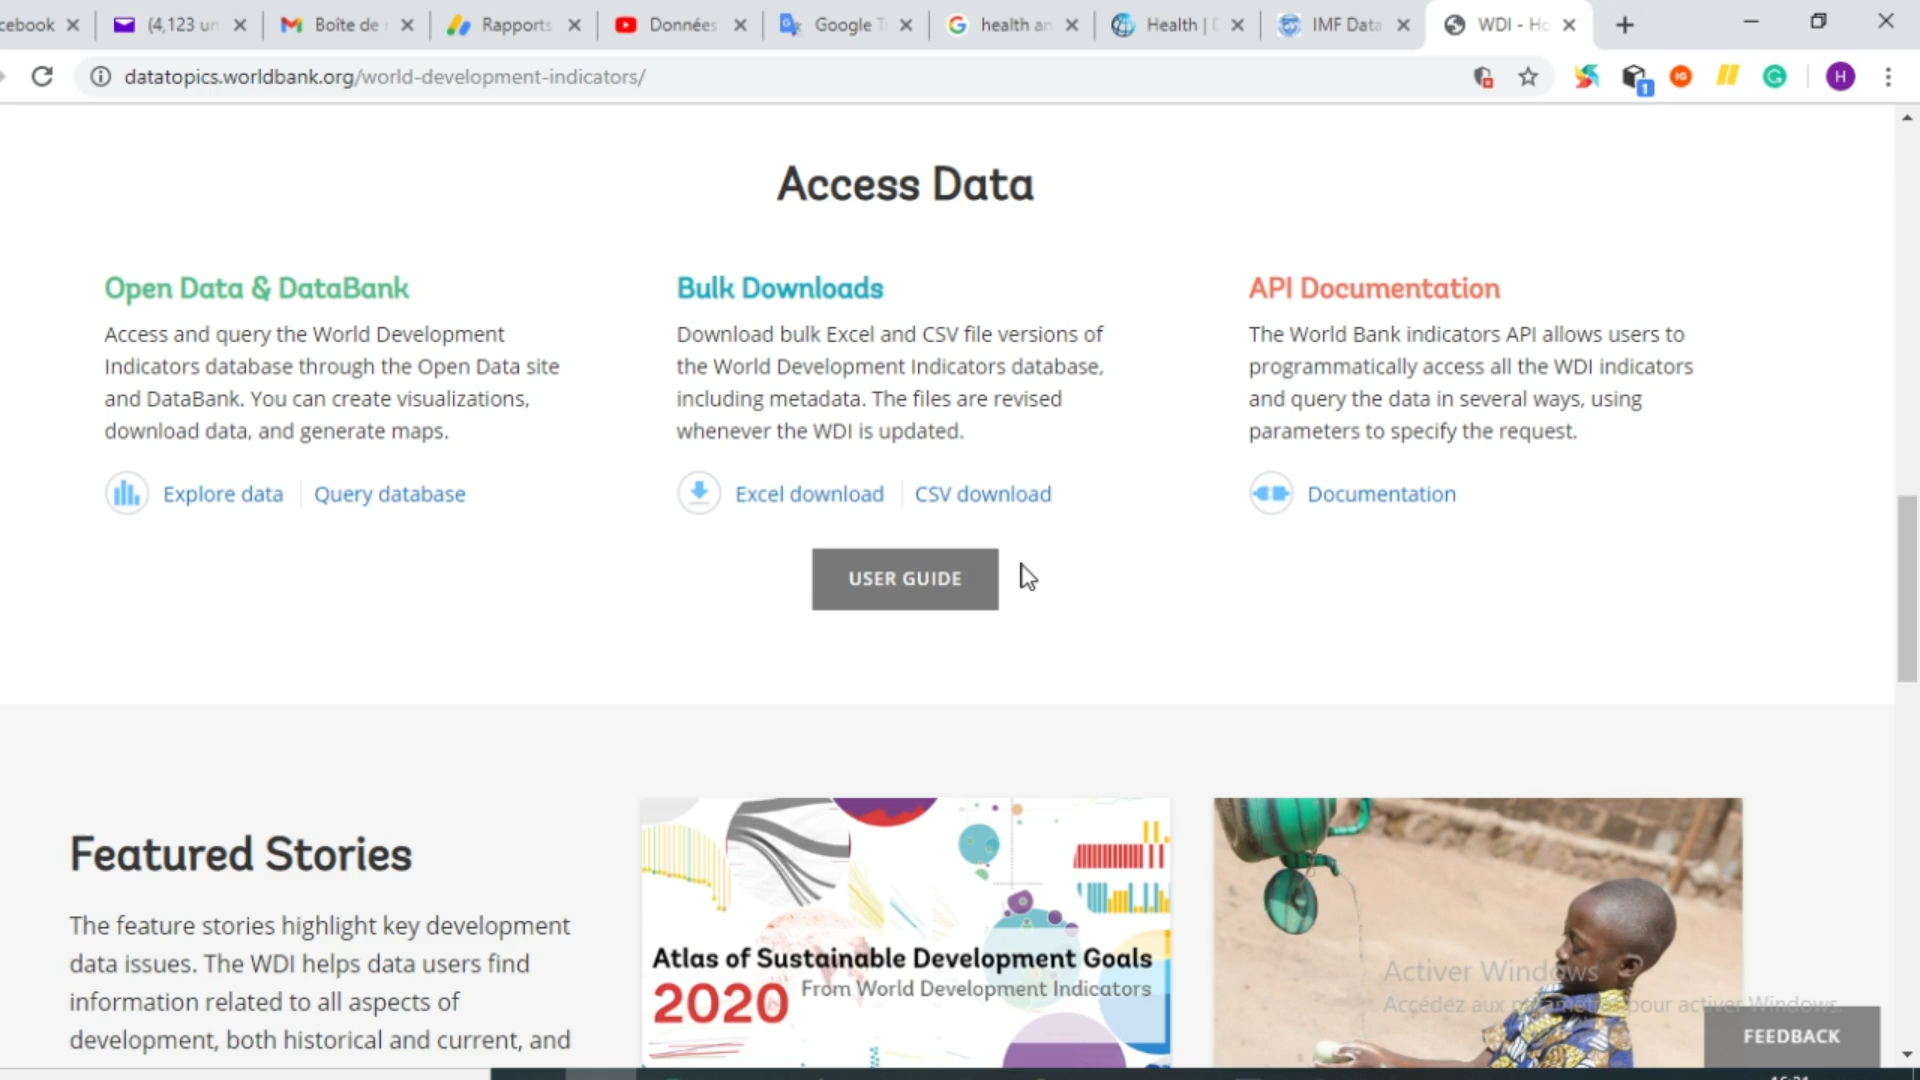 cebook
(4,123 un
Boîte de
Rapports
Données
Google T
health an
Health |
IMF Data
WDI - Ho
datatopics.worldbank.org/world-development-indicators/
1
H
Access Data
Open Data & DataBank
Access and query the World Development
Indicators database through the Open Data site
and DataBank. You can create visualizations,
download data, and generate maps.
Explore data
Query database
Bulk Downloads
Download bulk Excel and CSV file versions of
the World Development Indicators database,
including metadata. The files are revised
whenever the WDI is updated.
Excel download
CSV download
API Documentation
The World Bank indicators API allows users to
programmatically access all the WDI indicators
and query the data in several ways, using
parameters to specify the request.
Documentation
USER GUIDE
Featured Stories
The feature stories highlight key development
data issues. The WDI helps data users find
information related to all aspects of
development, both historical and current, and
Atlas of Sustainable Development Goals
2020 From World Development Indicators
Activer Windows
Accédez aux paramètres pour activer Windows.
FEEDBACK